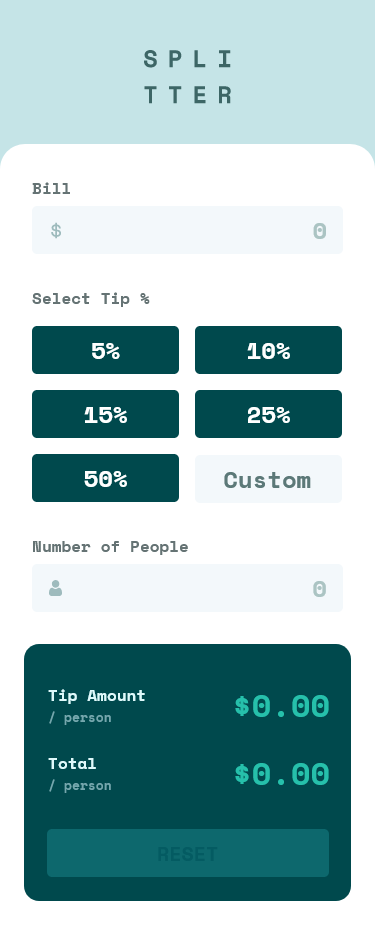 SPLI
TTER
Bill
$ 0
Select Tip %
5% 10%
15% 25%
50% Custom
Number of People
0
Tip Amount $0.00
/ person
Total $0.00
/ person
RESET